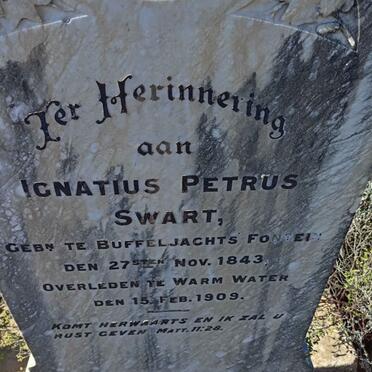 Ter Herinnering
aan
Ignatius Petrus
Swart,
Gebn te Buffeljachts Fontein
den 27sten Nov. 1843.
Overleden te Warm Water
den 15. Feb. 1909.
Komt herwaarts en ik zal u
rust geven Matt. 11:28.